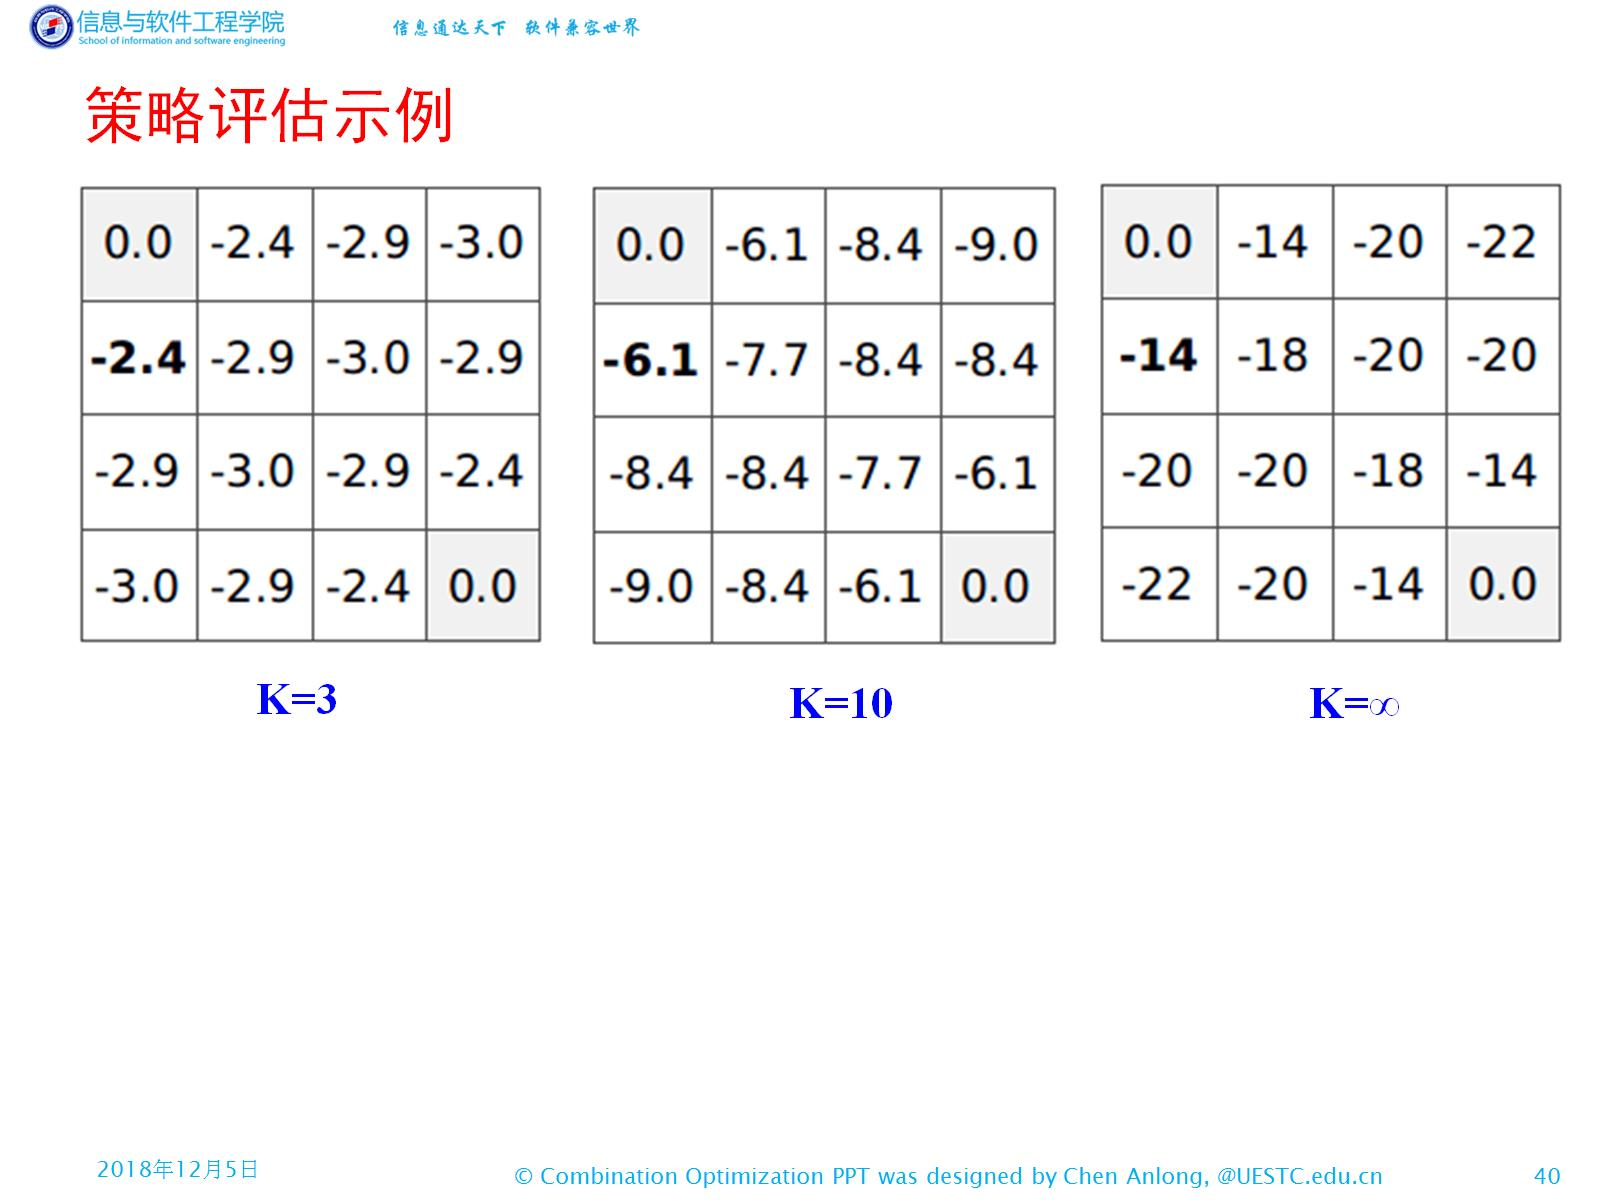 信息与软件工程学院
School of information and software engineering
信息通达天下 软件兼容世界
策略评估示例
0.0 -2.4 -2.9 -3.0
-2.4 -2.9 -3.0 -2.9
-2.9 -3.0 -2.9 -2.4
-3.0 -2.9 -2.4 0.0
K=3
0.0 -6.1 -8.4 -9.0
-6.1 -7.7 -8.4 -8.4
-8.4 -8.4 -7.7 -6.1
-9.0 -8.4 -6.1 0.0
K=10
0.0 -14 -20 -22
-14 -18 -20 -20
-20 -20 -18 -14
-22 -20 -14 0.0
K=∞
2018年12月5日
© Combination Optimization PPT was designed by Chen Anlong, @UESTC.edu.cn
40